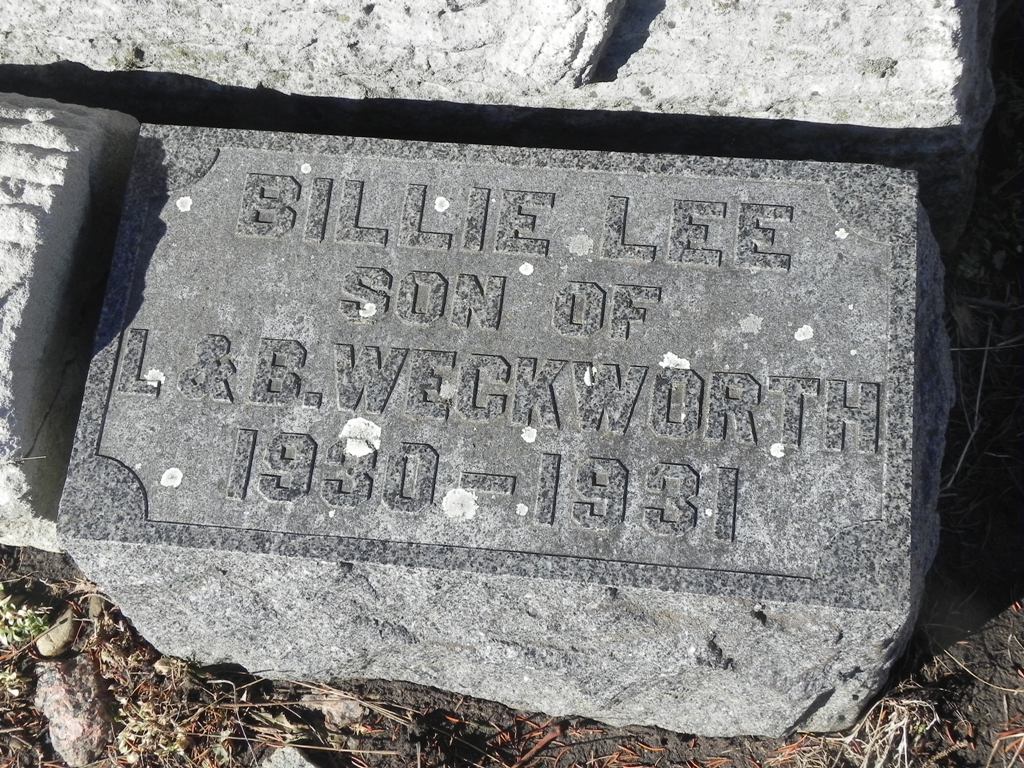 BILLIE LEE
SON OF
L & B. WECKWORTH
1930-1931